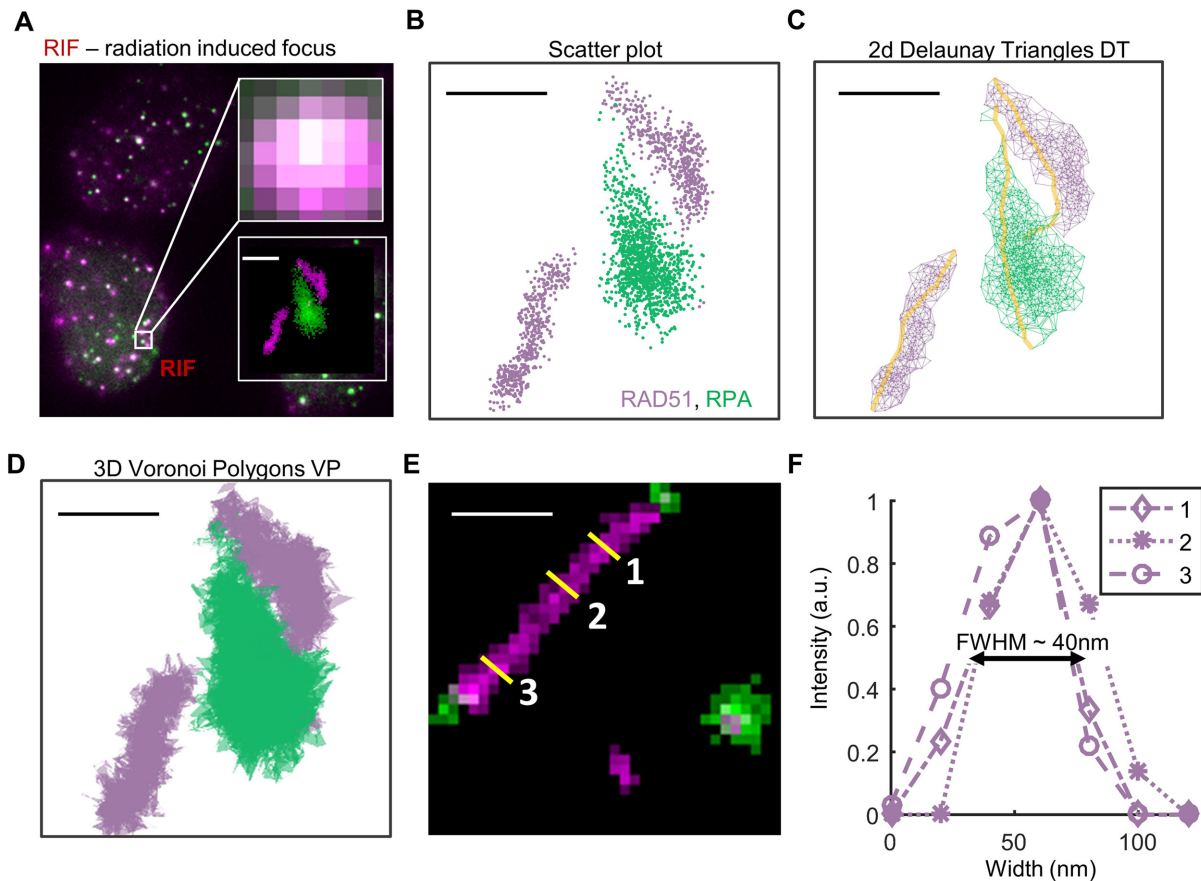 A
RIF – radiation induced focus
RIF
B
Scatter plot
RAD51, RPA
C
2d Delaunay Triangles DT
D
3D Voronoi Polygons VP
E
1
2
3
F
1
0.8
0.6
0.4
0.2
0
Intensity (a.u.)
FWHM ~ 40nm
1
2
3
0
50
100
Width (nm)